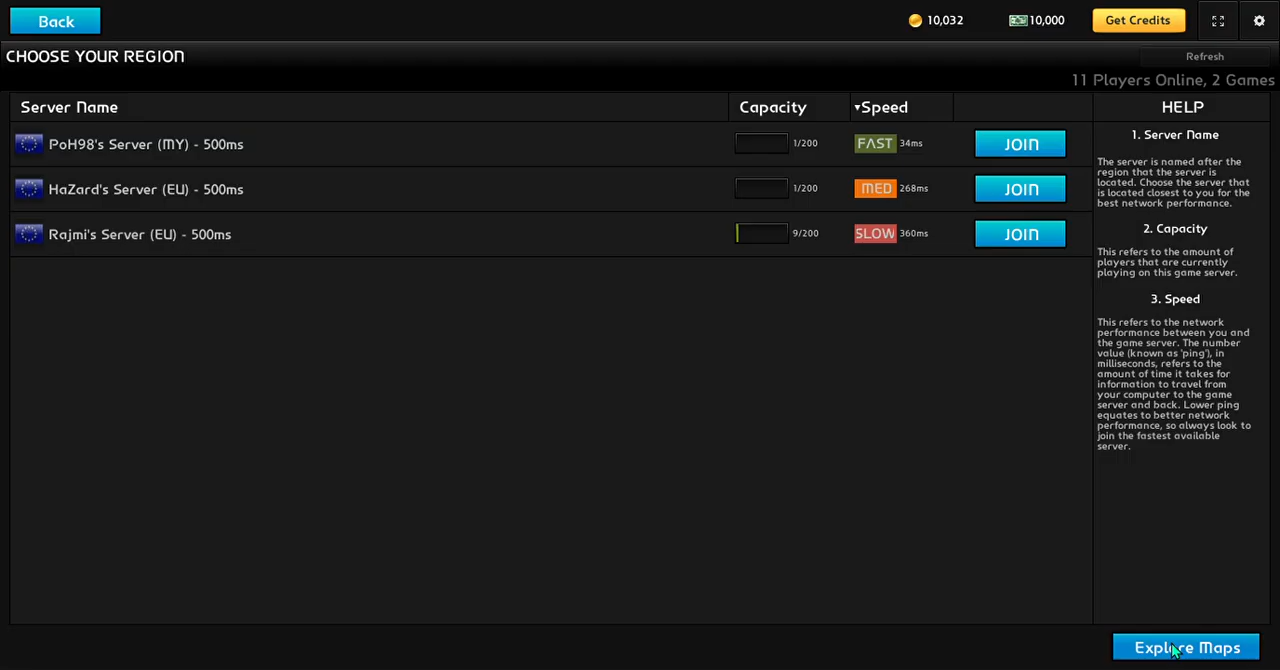 Back
10,032
10,000
Get Credits
CHOOSE YOUR REGION
Refresh
11 Players Online, 2 Games
Server Name
Capacity
▾Speed
HELP
PoH98's Server (MY) - 500ms
1/200
FAST 34ms
JOIN
HaZard's Server (EU) - 500ms
1/200
MED 268ms
JOIN
Rajmi's Server (EU) - 500ms
9/200
SLOW 360ms
JOIN
1. Server Name
The server is named after the
region that the server is
located. Choose the server that
is located closest to you for the
best network performance.
2. Capacity
This refers to the amount of
players that are currently
playing on this game server.
3. Speed
This refers to the network
performance between you and
the game server. The number
value (known as 'ping'), in
milliseconds, refers to the
amount of time it takes for
information to travel from
your computer to the game
server and back. Lower ping
equates to better network
performance, so always look to
join the fastest available
server.
Explore Maps